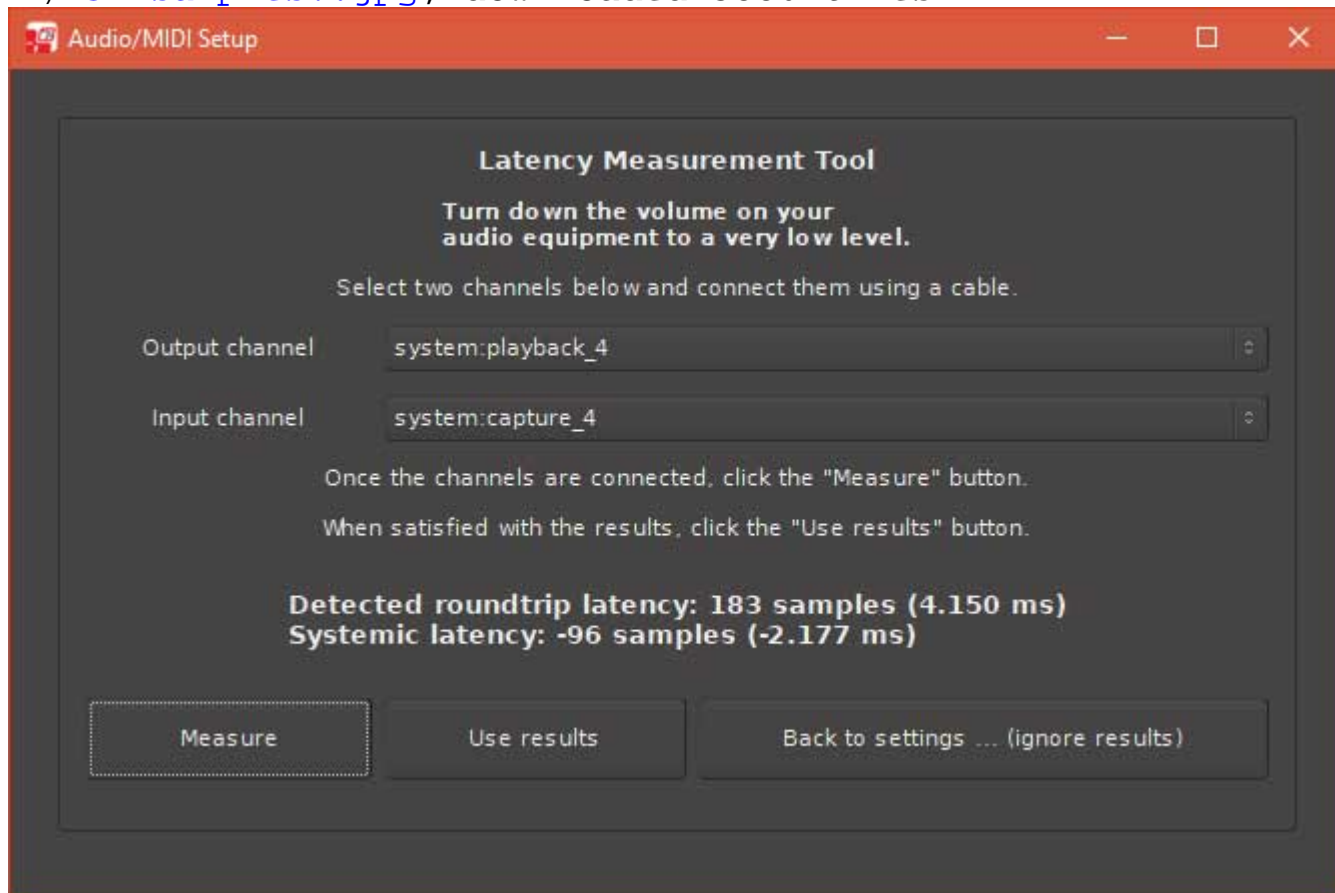 Audio/MIDI Setup
Latency Measurement Tool
Turn down the volume on your
audio equipment to a very low level.
Select two channels below and connect them using a cable.
Output channel system:playback_4
Input channel system:capture_4
Once the channels are connected, click the "Measure" button.
When satisfied with the results, click the "Use results" button.
Detected roundtrip latency: 183 samples (4.150 ms)
Systemic latency: -96 samples (-2.177 ms)
Measure Use results Back to settings ... (ignore results)